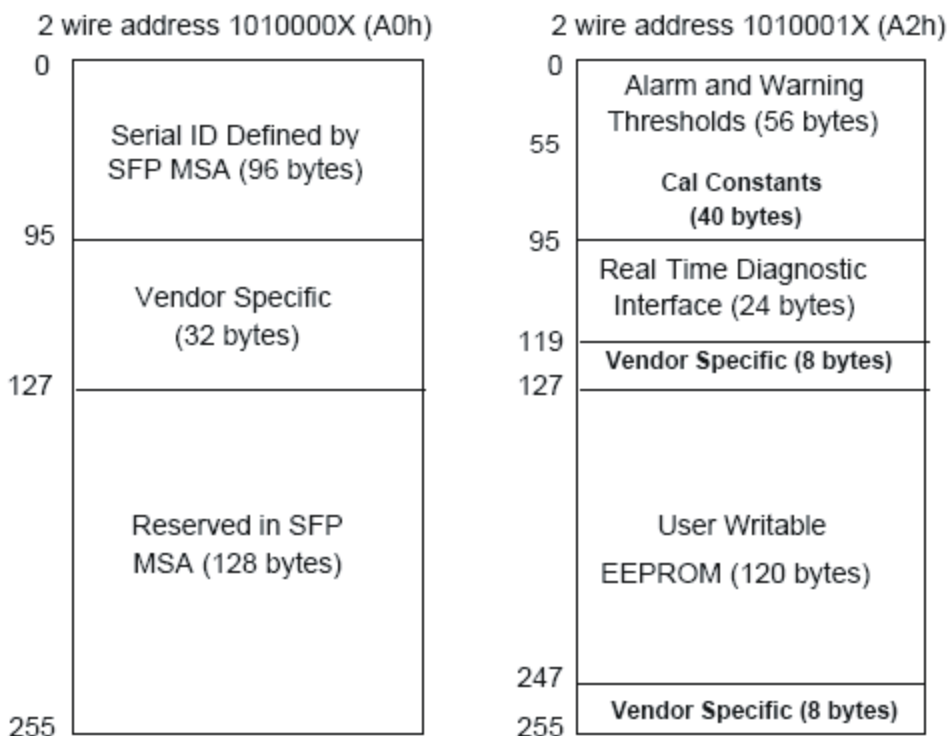 2 wire address 1010000X (A0h)
0
Serial ID Defined by
SFP MSA (96 bytes)
95
Vendor Specific
(32 bytes)
127
Reserved in SFP
MSA (128 bytes)
255
2 wire address 1010001X (A2h)
0
Alarm and Warning
Thresholds (56 bytes)
55
Cal Constants
(40 bytes)
95
Real Time Diagnostic
Interface (24 bytes)
119
Vendor Specific (8 bytes)
127
User Writable
EEPROM (120 bytes)
247
Vendor Specific (8 bytes)
255